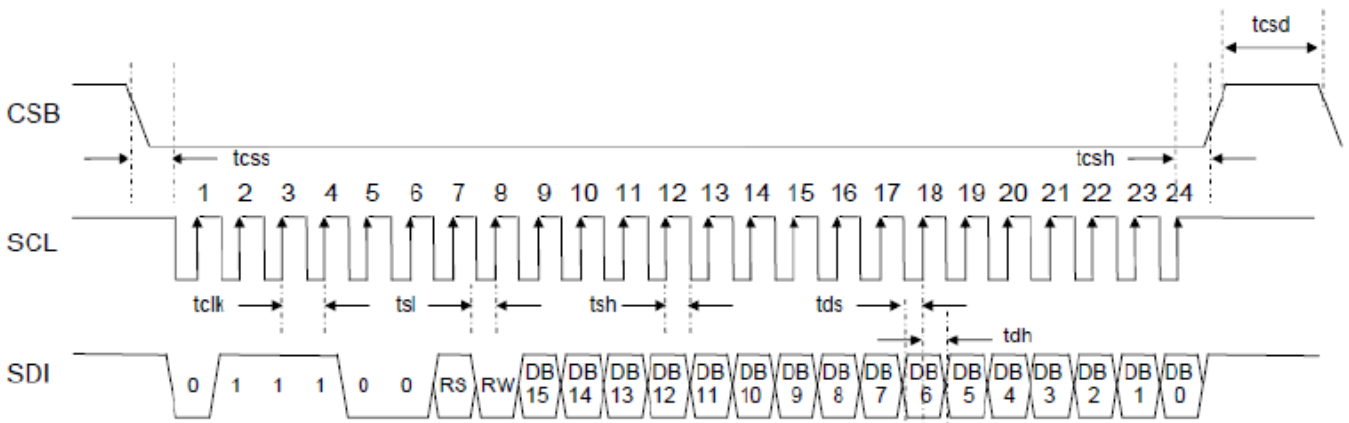 tcsd
CSB
tcss
tcsh
1 2 3 4 5 6 7 8 9 10 11 12 13 14 15 16 17 18 19 20 21 22 23 24
SCL
tclk tsl tsh tds
tdh
SDI
0 1 1 1 0 0 RS RW DB 15 DB 14 DB 13 DB 12 DB 11 DB 10 DB 9 DB 8 DB 7 DB 6 DB 5 DB 4 DB 3 DB 2 DB 1 DB 0